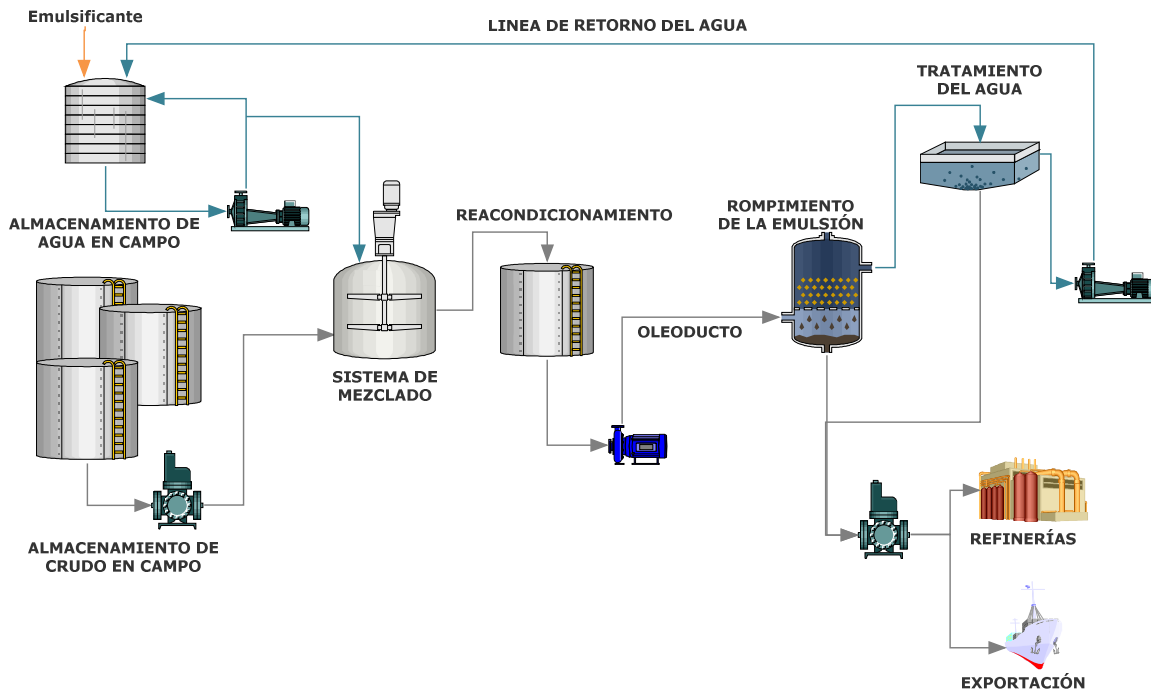 Emulsificante
LINEA DE RETORNO DEL AGUA
TRATAMIENTO
DEL AGUA
ALMACENAMIENTO DE
AGUA EN CAMPO
REACONDICIONAMIENTO
ROMPIMIENTO
DE LA EMULSIÓN
OLEODUCTO
SISTEMA DE
MEZCLADO
ALMACENAMIENTO DE
CRUDO EN CAMPO
REFINERÍAS
EXPORTACIÓN